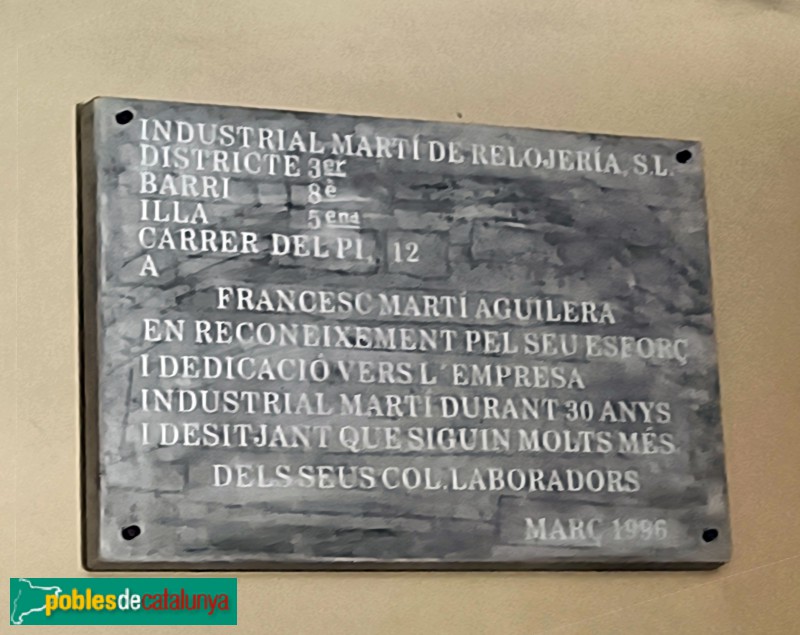 INDUSTRIAL MARTÍ DE RELOJERÍA, S.L.
DISTRICTE 3er
BARRI 8è
ILLA 5ena
CARRER DEL PI, 12
A
FRANCESC MARTÍ AGUILERA
EN RECONEIXEMENT PEL SEU ESFORÇ
I DEDICACIÓ VERS L'EMPRESA
INDUSTRIAL MARTÍ DURANT 30 ANYS
I DESITJANT QUE SIGUIN MOLTS MÉS
DELS SEUS COL.LABORADORS
MARÇ 1996
poblesdecatalunya